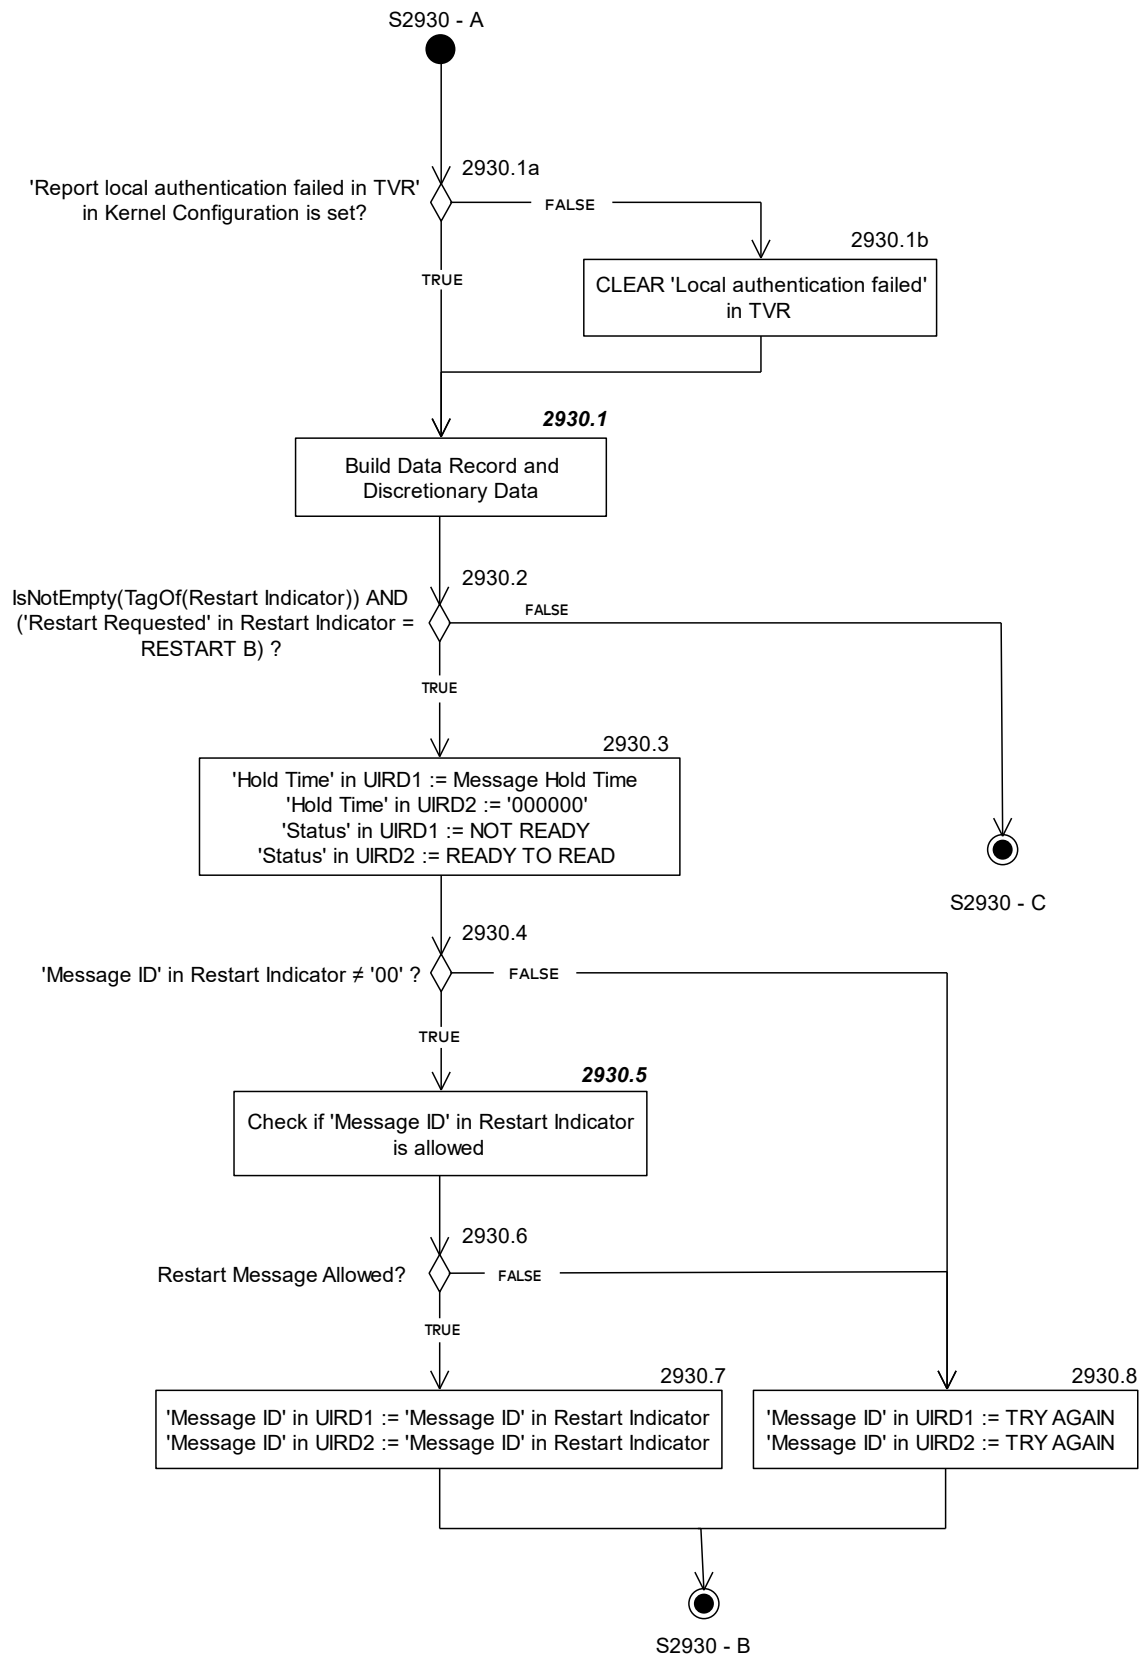 S2930 - A
2930.1a
'Report local authentication failed in TVR'
in Kernel Configuration is set?
FALSE
2930.1b
TRUE
CLEAR 'Local authentication failed'
in TVR
2930.1
Build Data Record and
Discretionary Data
2930.2
IsNotEmpty(TagOf(Restart Indicator)) AND
('Restart Requested' in Restart Indicator =
RESTART B) ?
FALSE
TRUE
2930.3
'Hold Time' in UIRD1 := Message Hold Time
'Hold Time' in UIRD2 := '000000'
'Status' in UIRD1 := NOT READY
'Status' in UIRD2 := READY TO READ
S2930 - C
2930.4
'Message ID' in Restart Indicator ≠ '00' ?
FALSE
TRUE
2930.5
Check if 'Message ID' in Restart Indicator
is allowed
2930.6
Restart Message Allowed?
FALSE
TRUE
2930.7
'Message ID' in UIRD1 := 'Message ID' in Restart Indicator
'Message ID' in UIRD2 := 'Message ID' in Restart Indicator
2930.8
'Message ID' in UIRD1 := TRY AGAIN
'Message ID' in UIRD2 := TRY AGAIN
S2930 - B